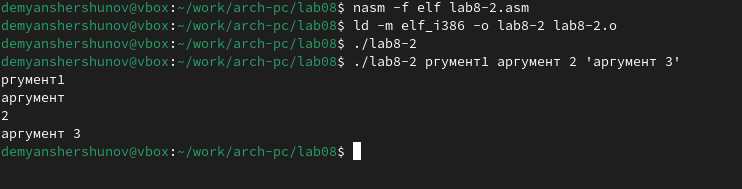 demyanshershunov@vbox:~/work/arch-pc/lab08$ nasm -f elf lab8-2.asm
demyanshershunov@vbox:~/work/arch-pc/lab08$ ld -m elf_i386 -o lab8-2 lab8-2.o
demyanshershunov@vbox:~/work/arch-pc/lab08$ ./lab8-2
demyanshershunov@vbox:~/work/arch-pc/lab08$ ./lab8-2 ргумент1 аргумент 2 'аргумент 3'
ргумент1
аргумент
2
аргумент 3
demyanshershunov@vbox:~/work/arch-pc/lab08$